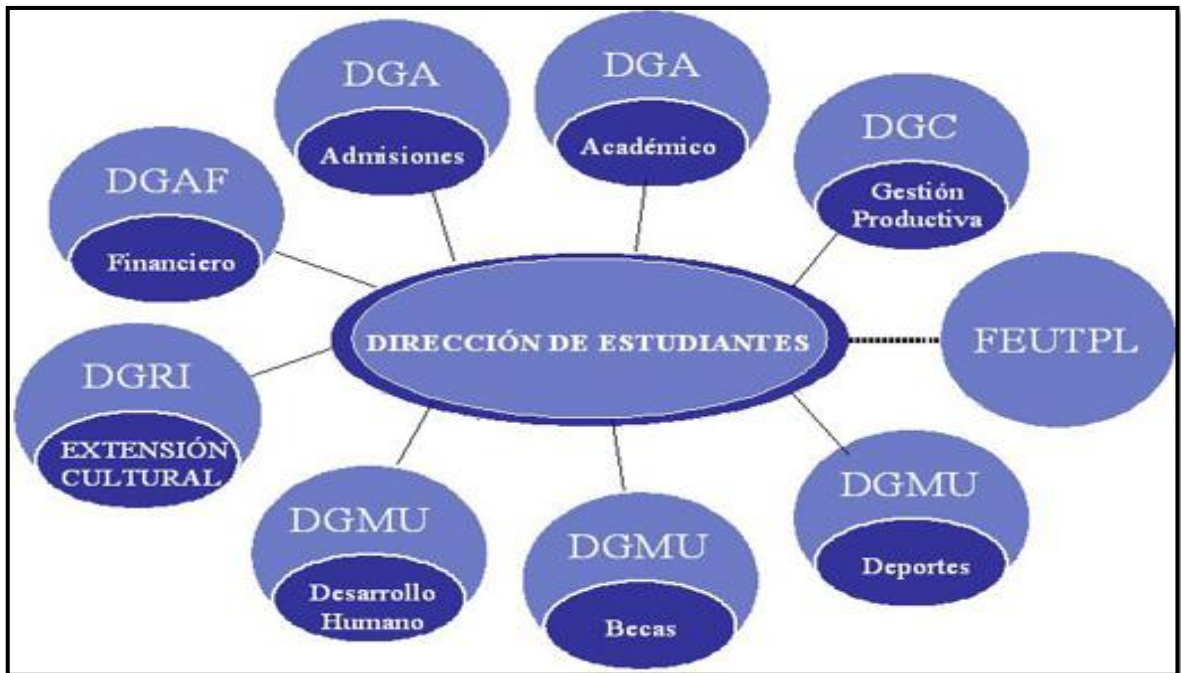 DGA
Admisiones
DGA
Académico
DGC
Gestión
Productiva
DGAF
Financiero
DIRECCIÓN DE ESTUDIANTES
FEUTPL
DGRI
EXTENSIÓN
CULTURAL
DGMU
Desarrollo
Humano
DGMU
Becas
DGMU
Deportes